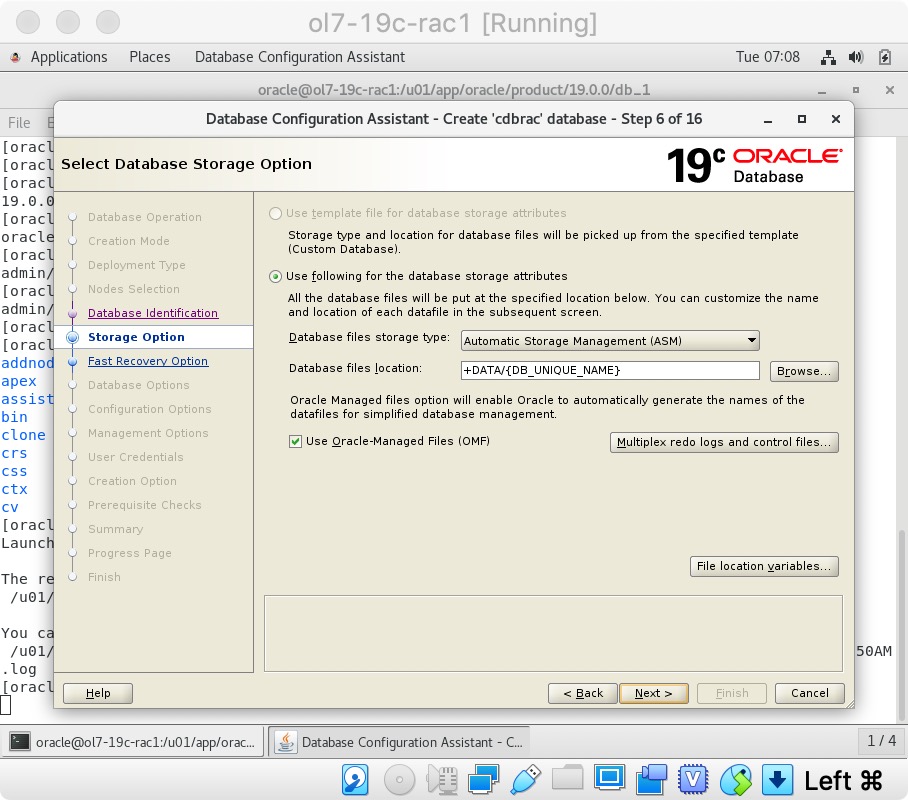 ol7-19c-rac1 [Running]
Applications Places Database Configuration Assistant Tue 07:08
oracle@ol7-19c-rac1:/u01/app/oracle/product/19.0.0/db_1
File E
Database Configuration Assistant - Create 'cdbrac' database - Step 6 of 16
Select Database Storage Option
19c ORACLE
Database
[oracl
[oracl
[oracl
19.0.0
[oracl
oracle
[oracl
admin/
[oracl
admin/
[oracl
[oracl
addnod
apex
assist
bin
clone
crs
css
ctx
cv
[oracl
Launch
The re
/u01/
You ca
/u01/
.log
[oracl
50AM
Database Operation
Creation Mode
Deployment Type
Nodes Selection
Database Identification
Storage Option
Fast Recovery Option
Database Options
Configuration Options
Management Options
User Credentials
Creation Option
Prerequisite Checks
Summary
Progress Page
Finish
Use template file for database storage attributes
Storage type and location for database files will be picked up from the specified template
(Custom Database).
Use following for the database storage attributes
All the database files will be put at the specified location below. You can customize the name
and location of each datafile in the subsequent screen.
Database files storage type: Automatic Storage Management (ASM)
Database files location: +DATA/{DB_UNIQUE_NAME} Browse...
Oracle Managed files option will enable Oracle to automatically generate the names of the
datafiles for simplified database management.
Use Oracle-Managed Files (OMF) Multiplex redo logs and control files...
File location variables...
Help < Back Next > Finish Cancel
oracle@ol7-19c-rac1:/u01/app/orac... Database Configuration Assistant - C... 1 / 4
Left ⌘